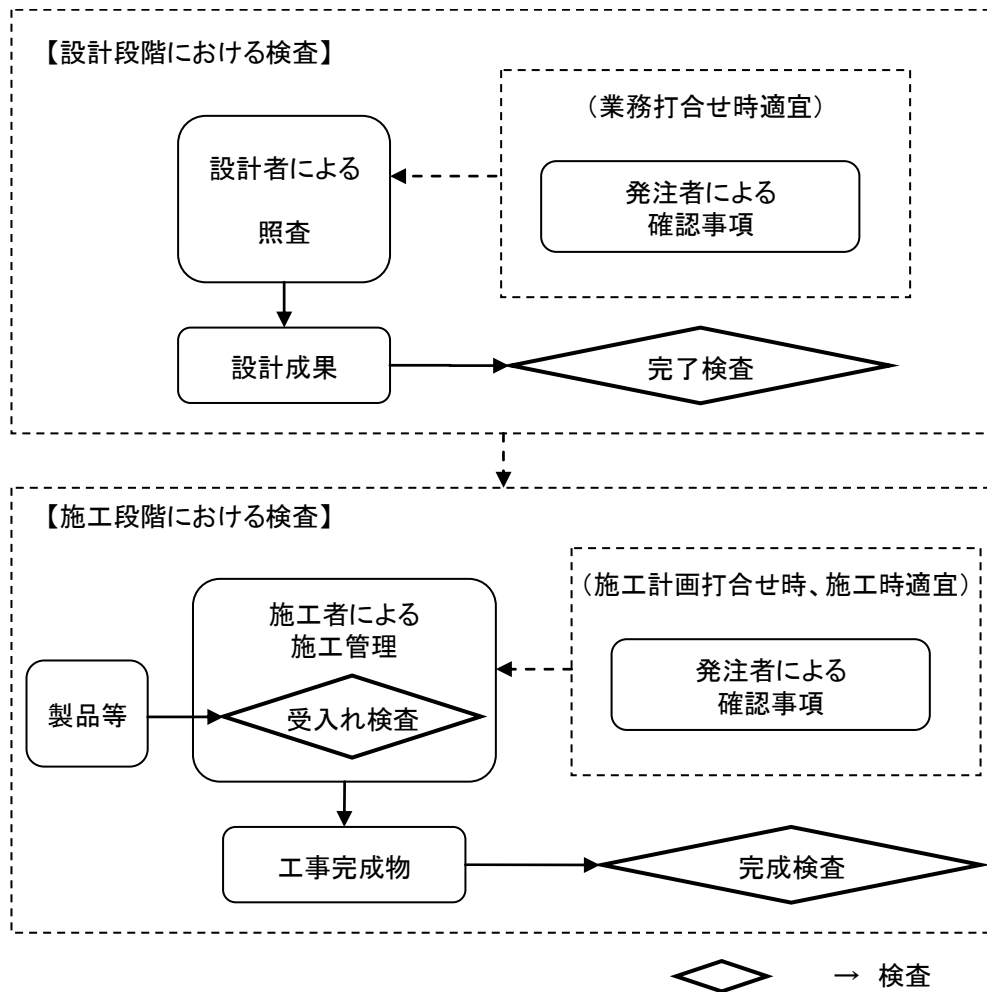 【設計段階における検査】
(業務打合せ時適宜)
設計者による
照査
発注者による
確認事項
設計成果
完了検査
【施工段階における検査】
(施工計画打合せ時、施工時適宜)
施工者による
施工管理
発注者による
確認事項
製品等
受入れ検査
工事完成物
完成検査
→ 検査